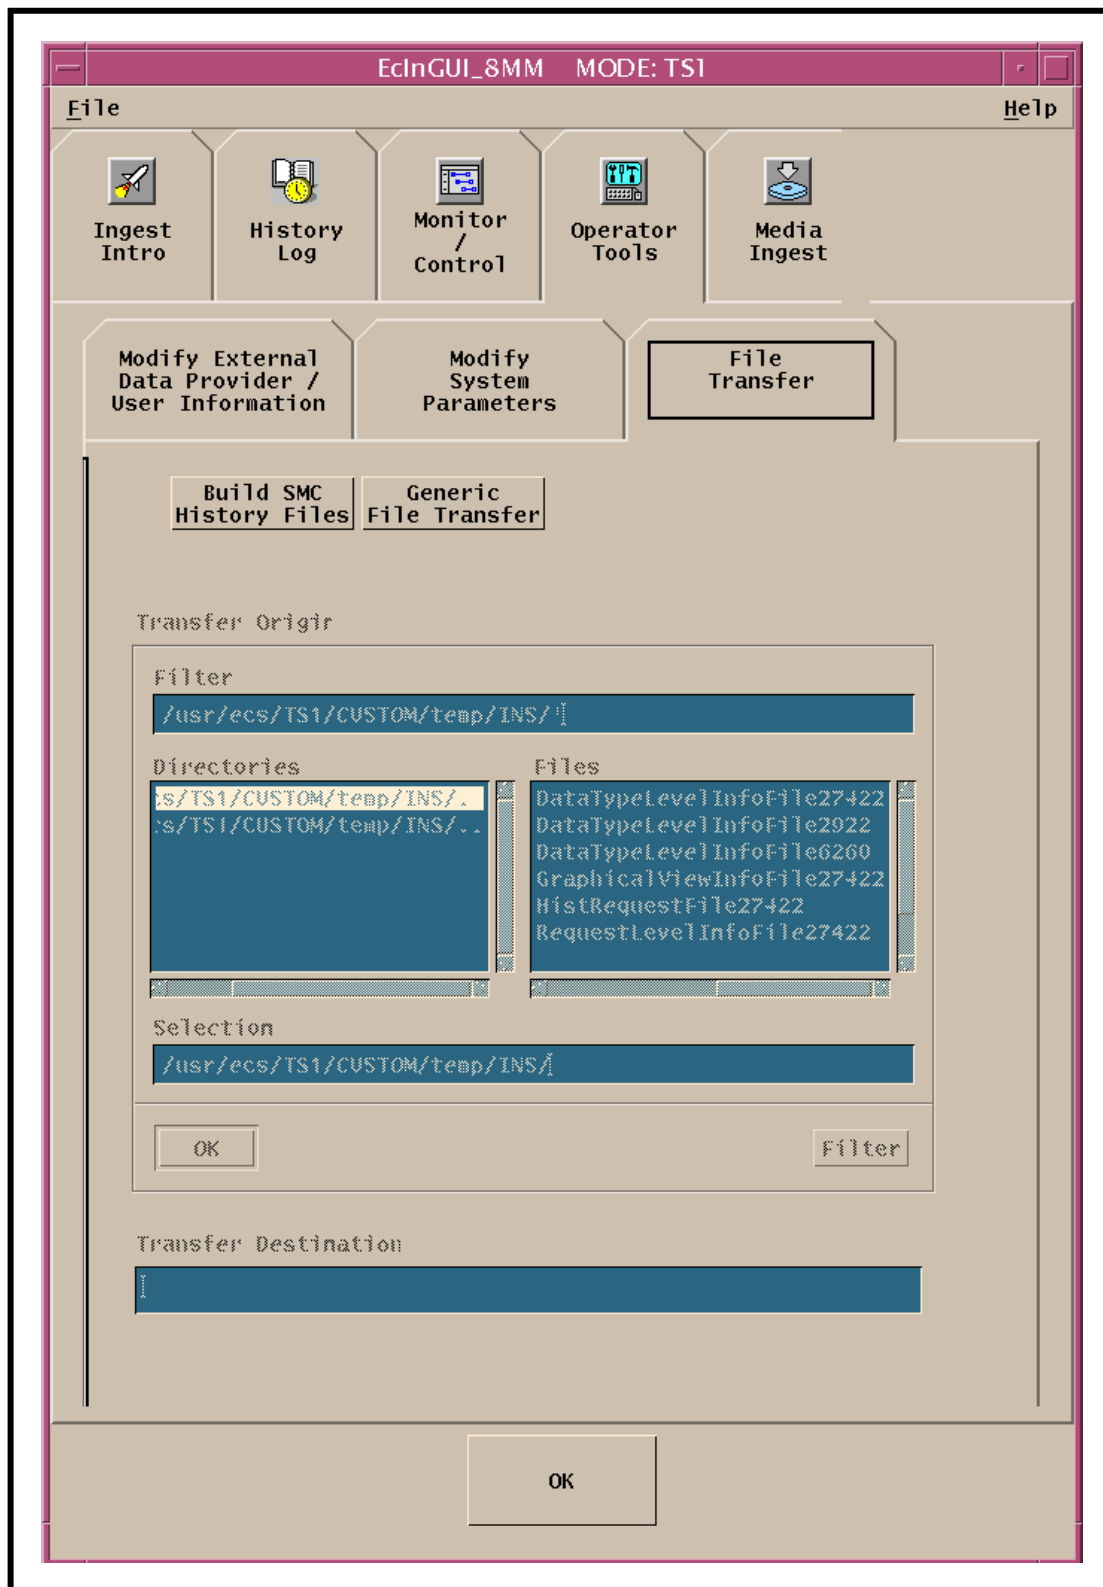 EcInGUI_8MM MODE: TS1
File Help
Ingest
Intro
History
Log
Monitor
/
Control
Operator
Tools
Media
Ingest
Modify External
Data Provider /
User Information
Modify
System
Parameters
File
Transfer
Build SMC
History Files
Generic
File Transfer
Transfer Origir
Filter
/usr/ecs/TS1/CUSTOM/temp/INS/
Directories
:s/TS1/CUSTOM/temp/INS/.
:s/TS1/CUSTOM/temp/INS/..
Files
DataTypeLevelInfoFile27422
DataTypeLevelInfoFile2922
DataTypeLevelInfoFile6260
GraphicalViewInfoFile27422
HistRequestFile27422
RequestLevelInfoFile27422
Selection
/usr/ecs/TS1/CUSTOM/temp/INS/
OK Filter
Transfer Destination
OK